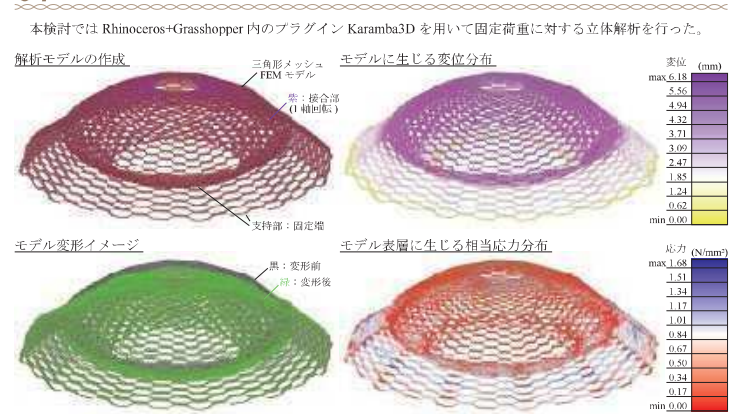 本検討では Rhinoceros+Grasshopper 内のプラグイン Karamba3D を用いて固定荷重に対する立体解析を行った。
解析モデルの作成
三角形メッシュ
FEM モデル
紫：接合部
(1 軸回転)
支持部：固定端
モデルに生じる変位分布
変位 (mm)
max 6.18
5.56
4.94
4.32
3.71
3.09
2.47
1.85
1.24
0.62
min 0.00
モデル変形イメージ
黒：変形前
緑：変形後
モデル表層に生じる相当応力分布
応力 (N/mm²)
max 1.68
1.51
1.34
1.17
1.01
0.84
0.67
0.50
0.34
0.17
min 0.00